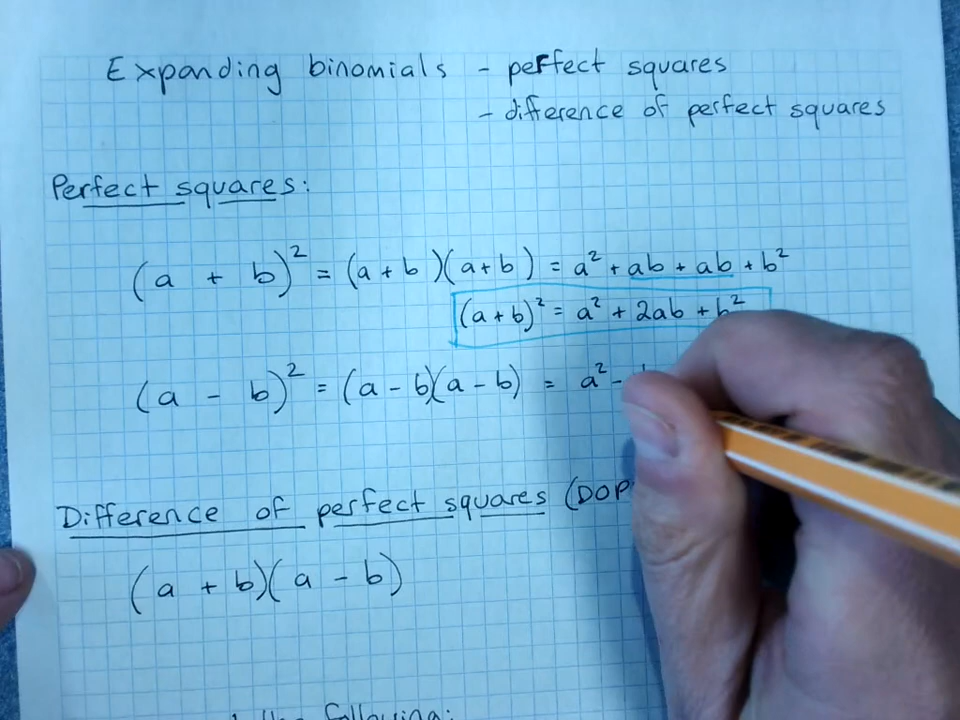 Expanding binomials - perfect squares
- difference of perfect squares
Perfect squares:
(a + b)² = (a + b)(a + b) = a² + ab + ab + b²
(a + b)² = a² + 2ab + b²
(a - b)² = (a - b)(a - b) = a² -
Difference of perfect squares (DOP
(a + b)(a - b)
following: